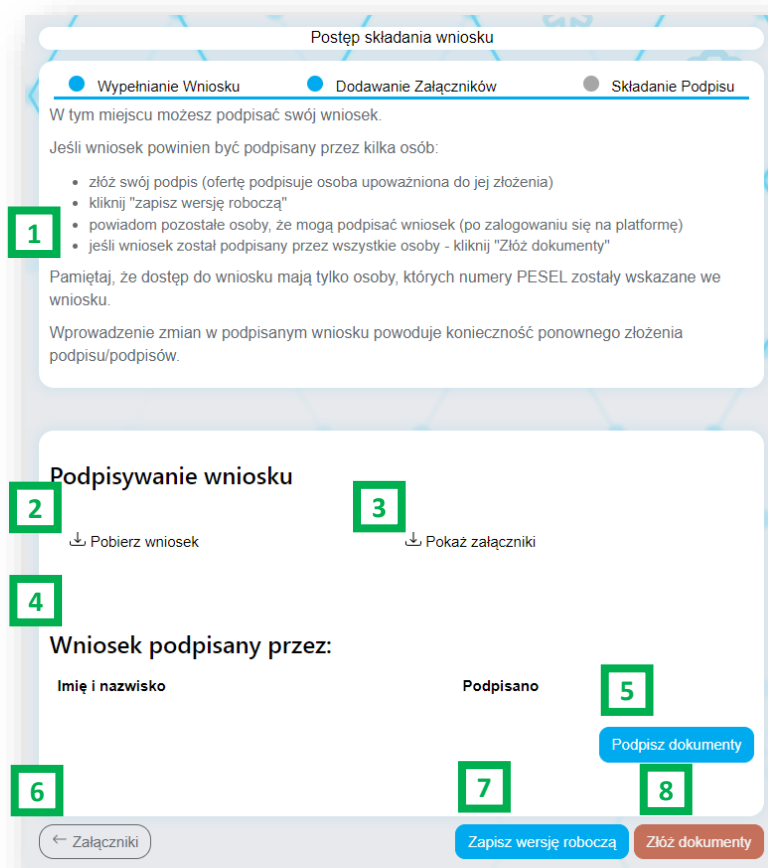 Postęp składania wniosku
Wypełnianie Wniosku Dodawanie Załączników Składanie Podpisu
W tym miejscu możesz podpisać swój wniosek.
Jeśli wniosek powinien być podpisany przez kilka osób:
• złóż swój podpis (ofertę podpisuje osoba upoważniona do jej złożenia)
• kliknij "zapisz wersję roboczą"
1
• powiadom pozostałe osoby, że mogą podpisać wniosek (po zalogowaniu się na platformę)
• jeśli wniosek został podpisany przez wszystkie osoby - kliknij "Złóż dokumenty"
Pamiętaj, że dostęp do wniosku mają tylko osoby, których numery PESEL zostały wskazane we
wniosku.
Wprowadzenie zmian w podpisanym wniosku powoduje konieczność ponownego złożenia
podpisu/podpisów.
Podpisywanie wniosku
2 3
Pobierz wniosek Pokaż załączniki
4
Wniosek podpisany przez:
Imię i nazwisko Podpisano
5
Podpisz dokumenty
6 7 8
← Załączniki Zapisz wersję roboczą Złóż dokumenty